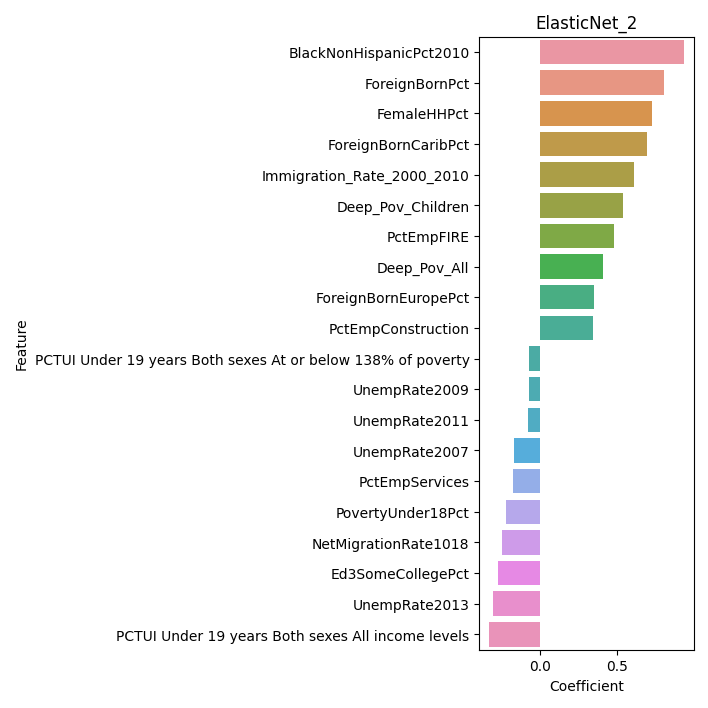 ElasticNet_2
BlackNonHispanicPct2010
ForeignBornPct
FemaleHHPct
ForeignBornCaribPct
Immigration_Rate_2000_2010
Deep_Pov_Children
PctEmpFIRE
Deep_Pov_All
ForeignBornEuropePct
PctEmpConstruction
PCTUI Under 19 years Both sexes At or below 138% of poverty
UnempRate2009
UnempRate2011
UnempRate2007
PctEmpServices
PovertyUnder18Pct
NetMigrationRate1018
Ed3SomeCollegePct
UnempRate2013
PCTUI Under 19 years Both sexes All income levels
Feature
0.0 0.5
Coefficient